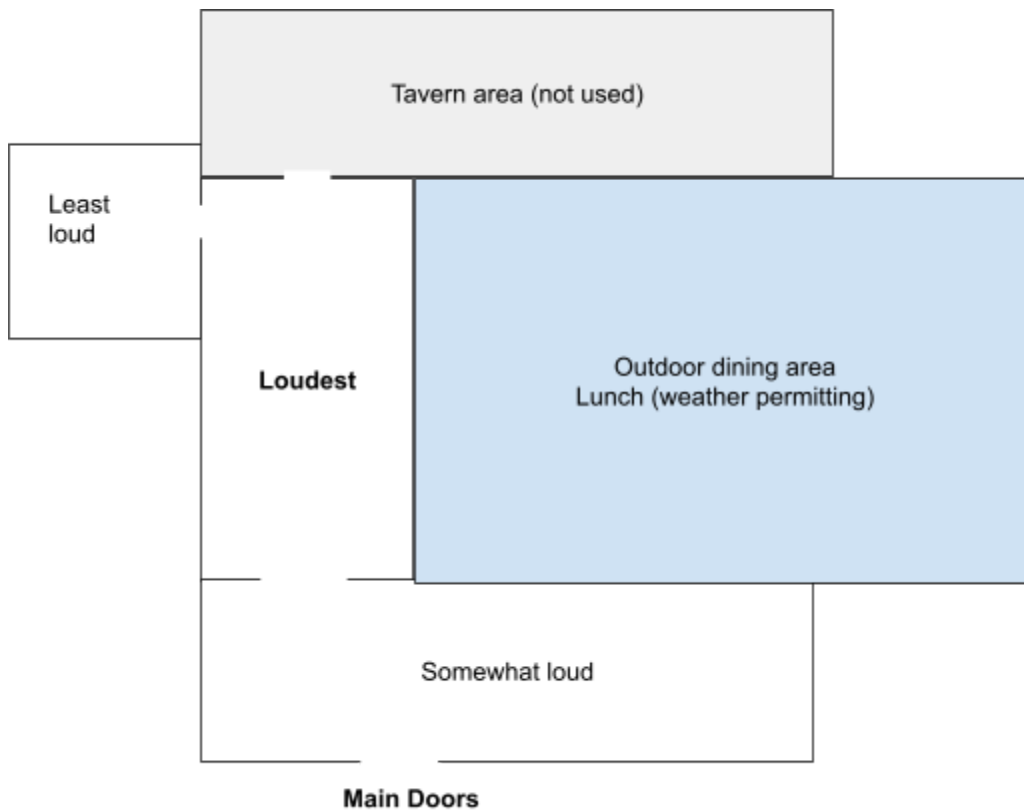 Tavern area (not used)
Least
loud
Loudest
Outdoor dining area
Lunch (weather permitting)
Somewhat loud
Main Doors